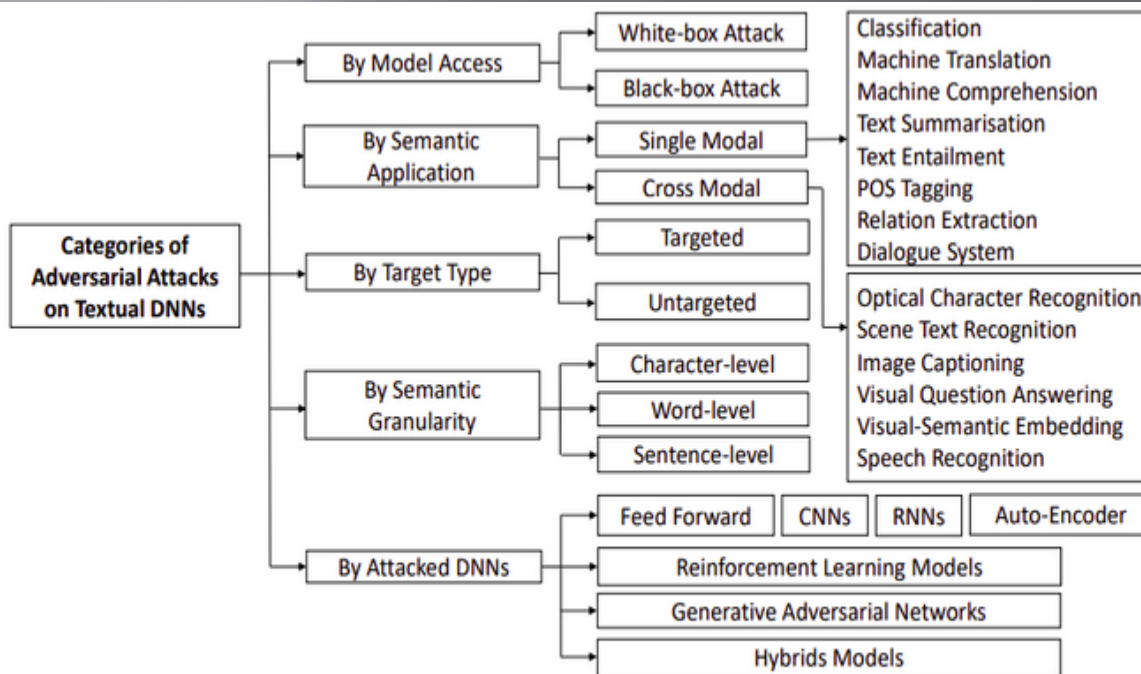 Categories of
Adversarial Attacks
on Textual DNNs
By Model Access
White-box Attack
Black-box Attack
By Semantic
Application
Single Modal
Cross Modal
Classification
Machine Translation
Machine Comprehension
Text Summarisation
Text Entailment
POS Tagging
Relation Extraction
Dialogue System
Optical Character Recognition
Scene Text Recognition
Image Captioning
Visual Question Answering
Visual-Semantic Embedding
Speech Recognition
By Target Type
Targeted
Untargeted
By Semantic
Granularity
Character-level
Word-level
Sentence-level
By Attacked DNNs
Feed Forward
CNNs
RNNs
Auto-Encoder
Reinforcement Learning Models
Generative Adversarial Networks
Hybrids Models